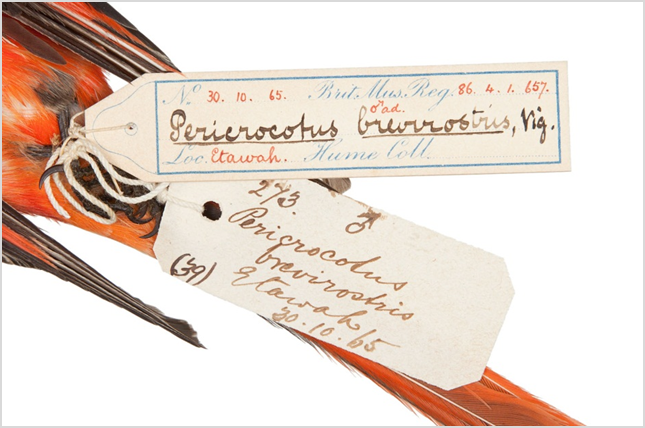 No. 30. 10. 65. Brit. Mus. Reg. 86. 4. 1. 657.
♂ ad.
Pericrocotus brevirostris, Vig.
Loc. Etawah. Hume Coll.
273. ♂
Pericrocotus
brevirostris
(39) Etawah
30.10.65